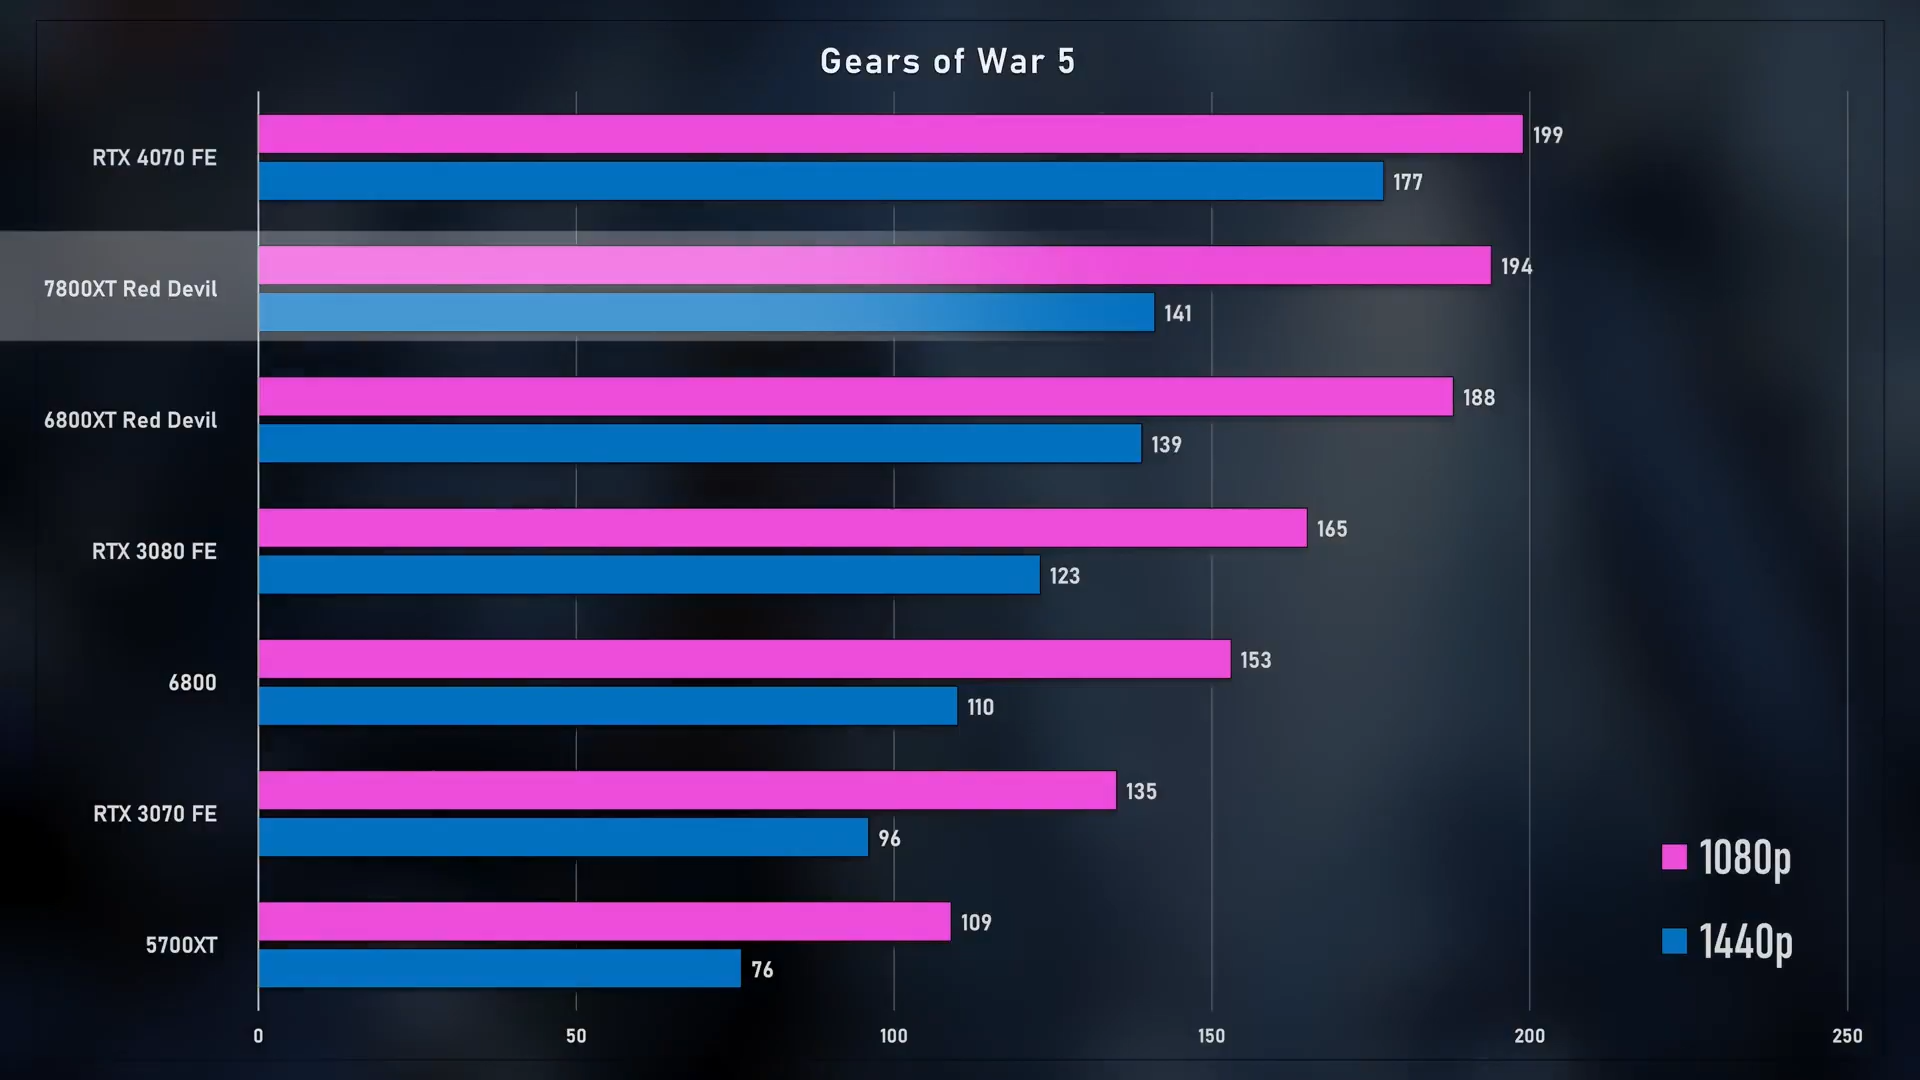 Gears of War 5
RTX 4070 FE
199
177
7800XT Red Devil
194
141
6800XT Red Devil
188
139
RTX 3080 FE
165
123
6800
153
110
RTX 3070 FE
135
96
5700XT
109
76
1080p
1440p
0 50 100 150 200 250